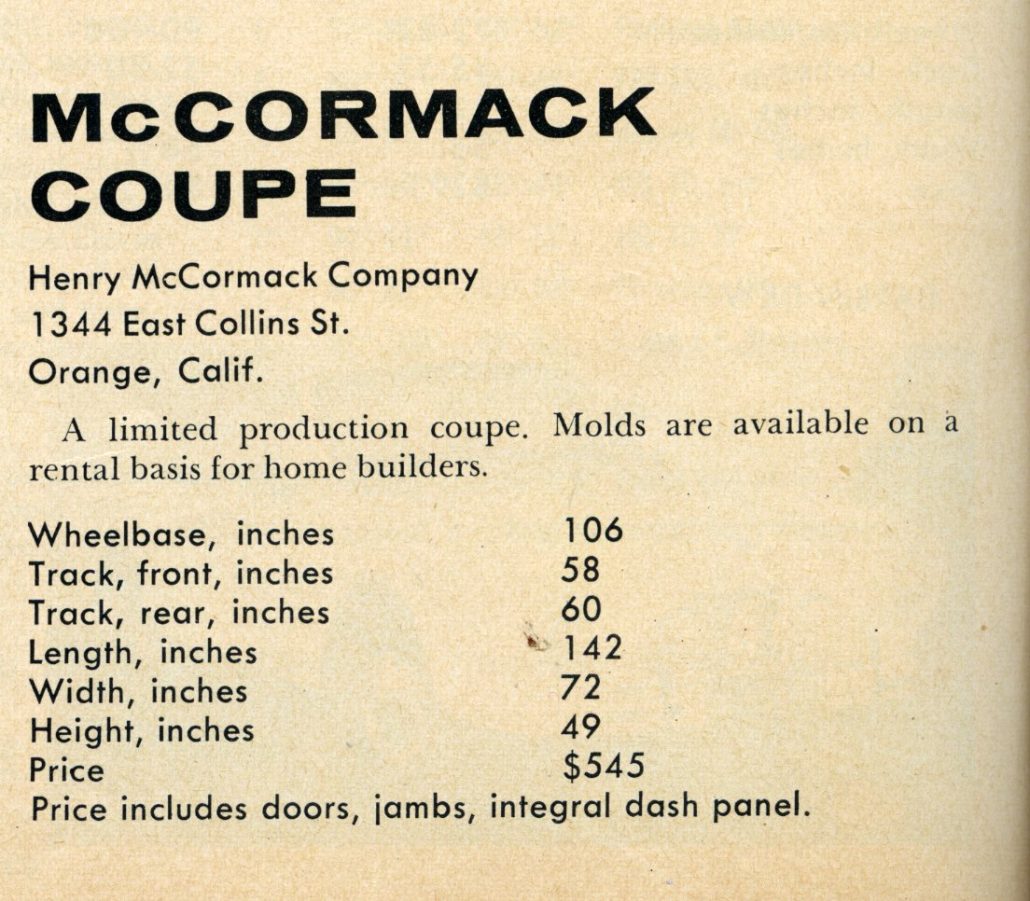 McCORMACK
COUPE
Henry McCormack Company
1344 East Collins St.
Orange, Calif.
A limited production coupe. Molds are available on a
rental basis for home builders.
Wheelbase, inches 106
Track, front, inches 58
Track, rear, inches 60
Length, inches 142
Width, inches 72
Height, inches 49
Price $545
Price includes doors, jambs, integral dash panel.